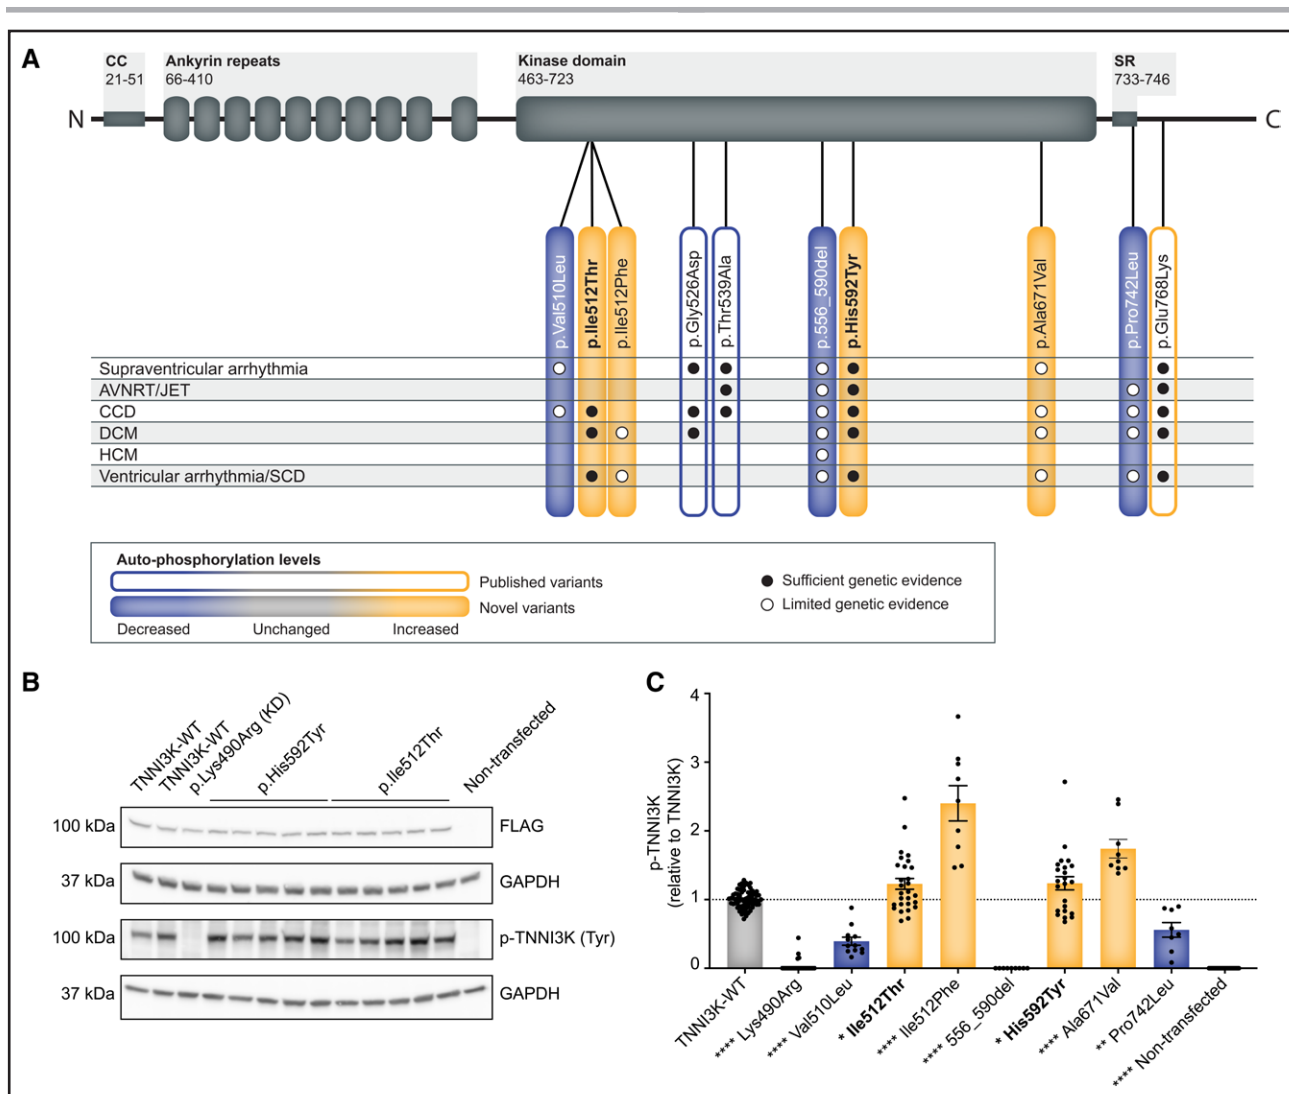 A
CC
21-51
Ankyrin repeats
66-410
Kinase domain
463-723
SR
733-746
N
C
p.Val510Leu
p.Ile512Thr
p.Ile512Phe
p.Gly526Asp
p.Thr539Ala
p.556_590del
p.His592Tyr
p.Ala671Val
p.Pro742Leu
p.Glu768Lys
Supraventricular arrhythmia
AVNRT/JET
CCD
DCM
HCM
Ventricular arrhythmia/SCD
Auto-phosphorylation levels
Published variants
Novel variants
Decreased
Unchanged
Increased
Sufficient genetic evidence
Limited genetic evidence
B
TNNI3K-WT
TNNI3K-WT
p.Lys490Arg (KD)
p.His592Tyr
p.Ile512Thr
Non-transfected
100 kDa
FLAG
37 kDa
GAPDH
100 kDa
p-TNNI3K (Tyr)
37 kDa
GAPDH
C
p-TNNI3K
(relative to TNNI3K)
4
3
2
1
0
TNNI3K-WT
**** Lys490Arg
**** Val510Leu
* Ile512Thr
**** Ile512Phe
**** 556_590del
* His592Tyr
**** Ala671Val
** Pro742Leu
**** Non-transfected